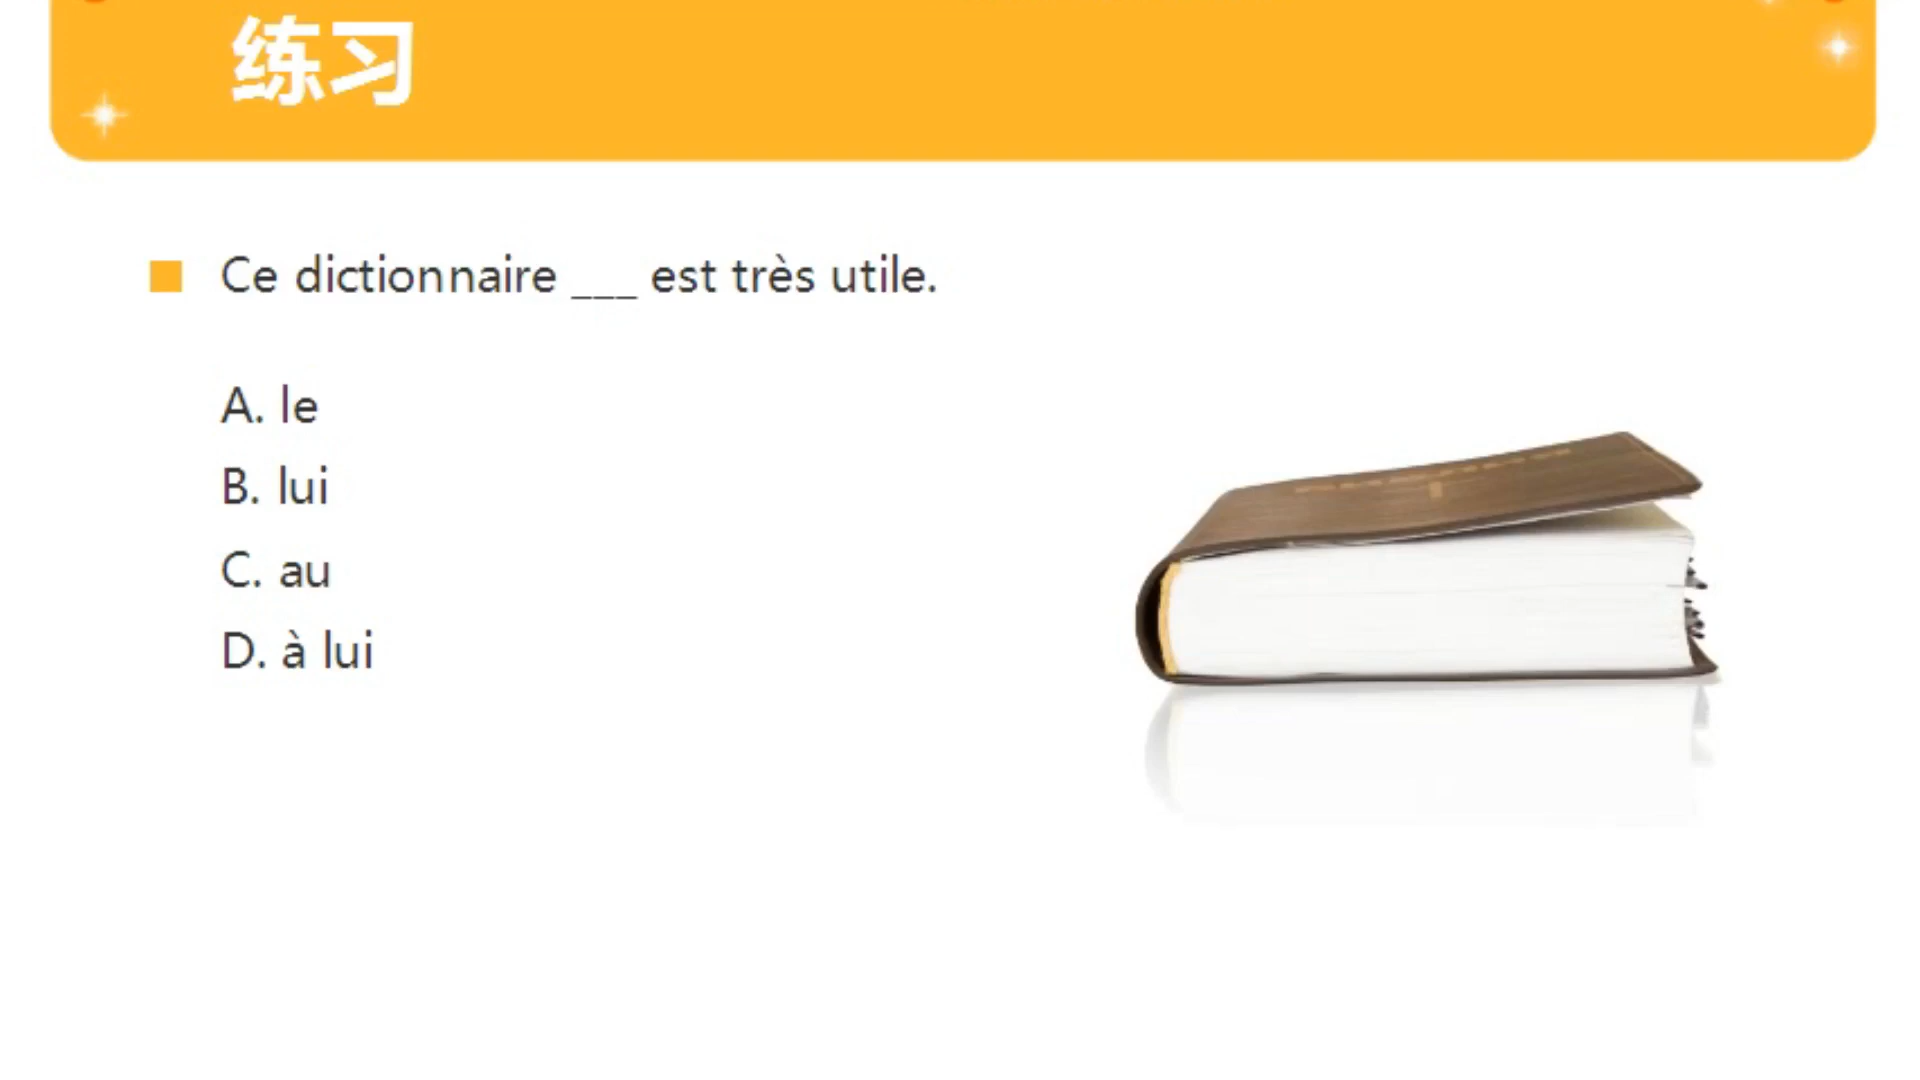 练习
Ce dictionnaire ___ est très utile.
A. le
B. lui
C. au
D. à lui